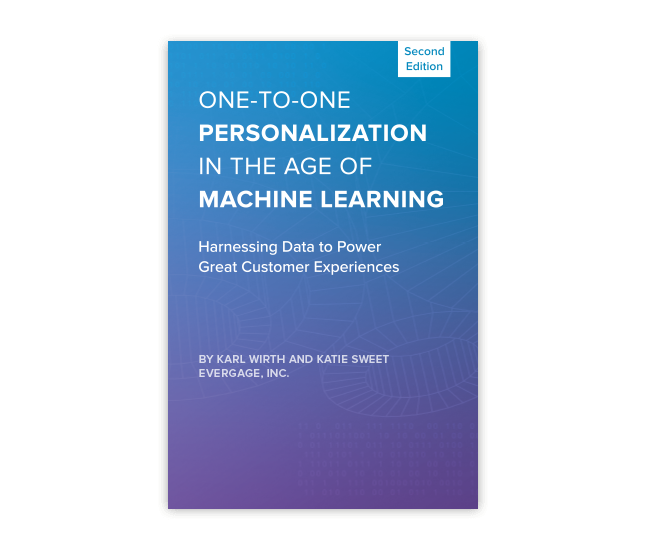 Second
Edition
ONE-TO-ONE
PERSONALIZATION
IN THE AGE OF
MACHINE LEARNING
Harnessing Data to Power
Great Customer Experiences
BY KARL WIRTH AND KATIE SWEET
EVERGAGE, INC.